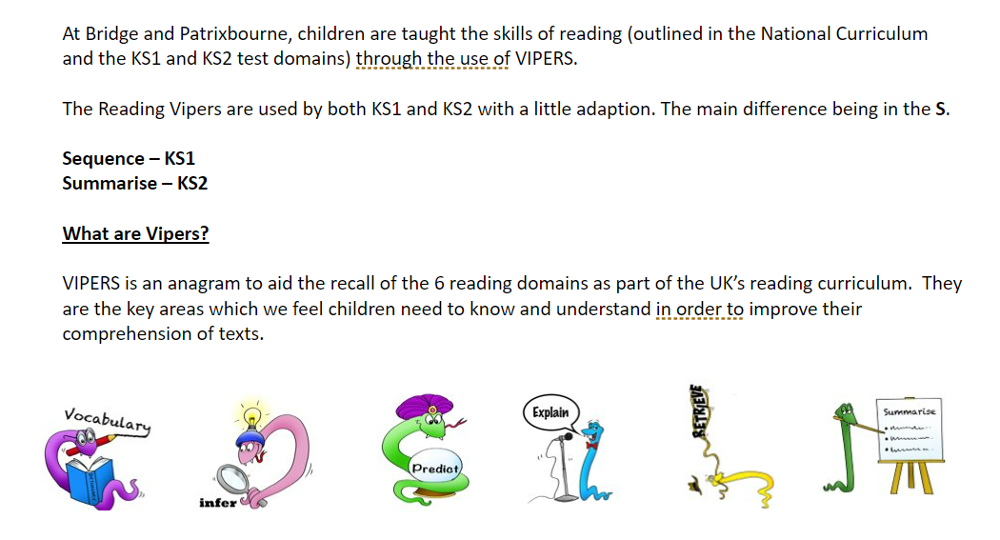 At Bridge and Patrixbourne, children are taught the skills of reading (outlined in the National Curriculum
and the KS1 and KS2 test domains) through the use of VIPERS.
The Reading Vipers are used by both KS1 and KS2 with a little adaption. The main difference being in the S.
Sequence – KS1
Summarise – KS2
What are Vipers?
VIPERS is an anagram to aid the recall of the 6 reading domains as part of the UK’s reading curriculum. They
are the key areas which we feel children need to know and understand in order to improve their
comprehension of texts.
Vocabulary
infer
Predict
Explain
RETRIEVE
Summarise